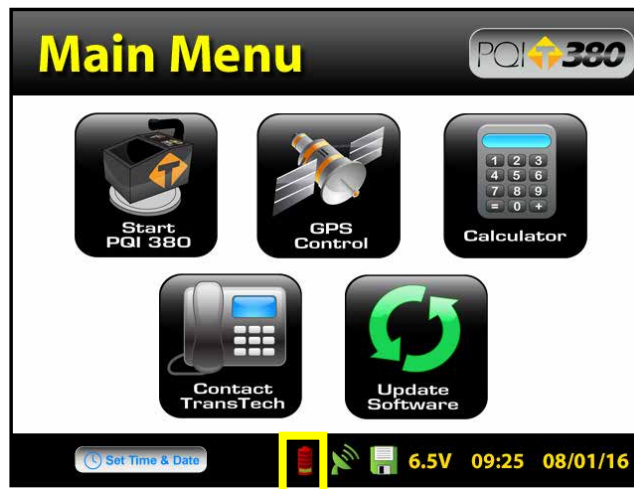 Main Menu
PQI T 380
Start
PQI 380
GPS
Control
Calculator
1 2 3
4 5 6
7 8 9
= 0 +
Contact
TransTech
Update
Software
Set Time & Date
6.5V 09:25 08/01/16